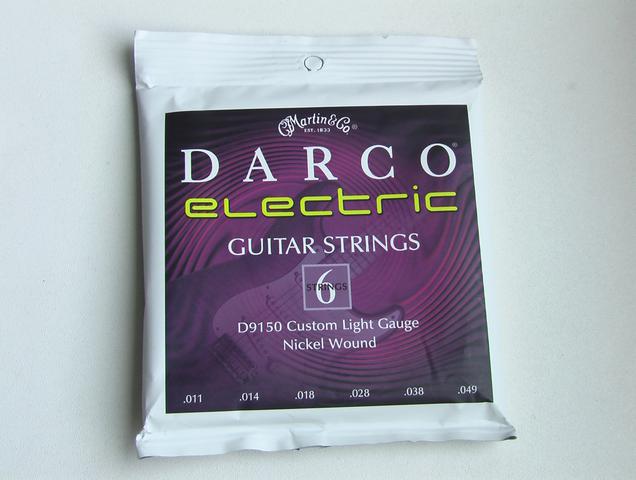 C.F. Martin & Co.®
EST. 1833
DARCO®
electric
GUITAR STRINGS
6
STRINGS
D9150 Custom Light Gauge
Nickel Wound
.011 .014 .018 .028 .038 .049